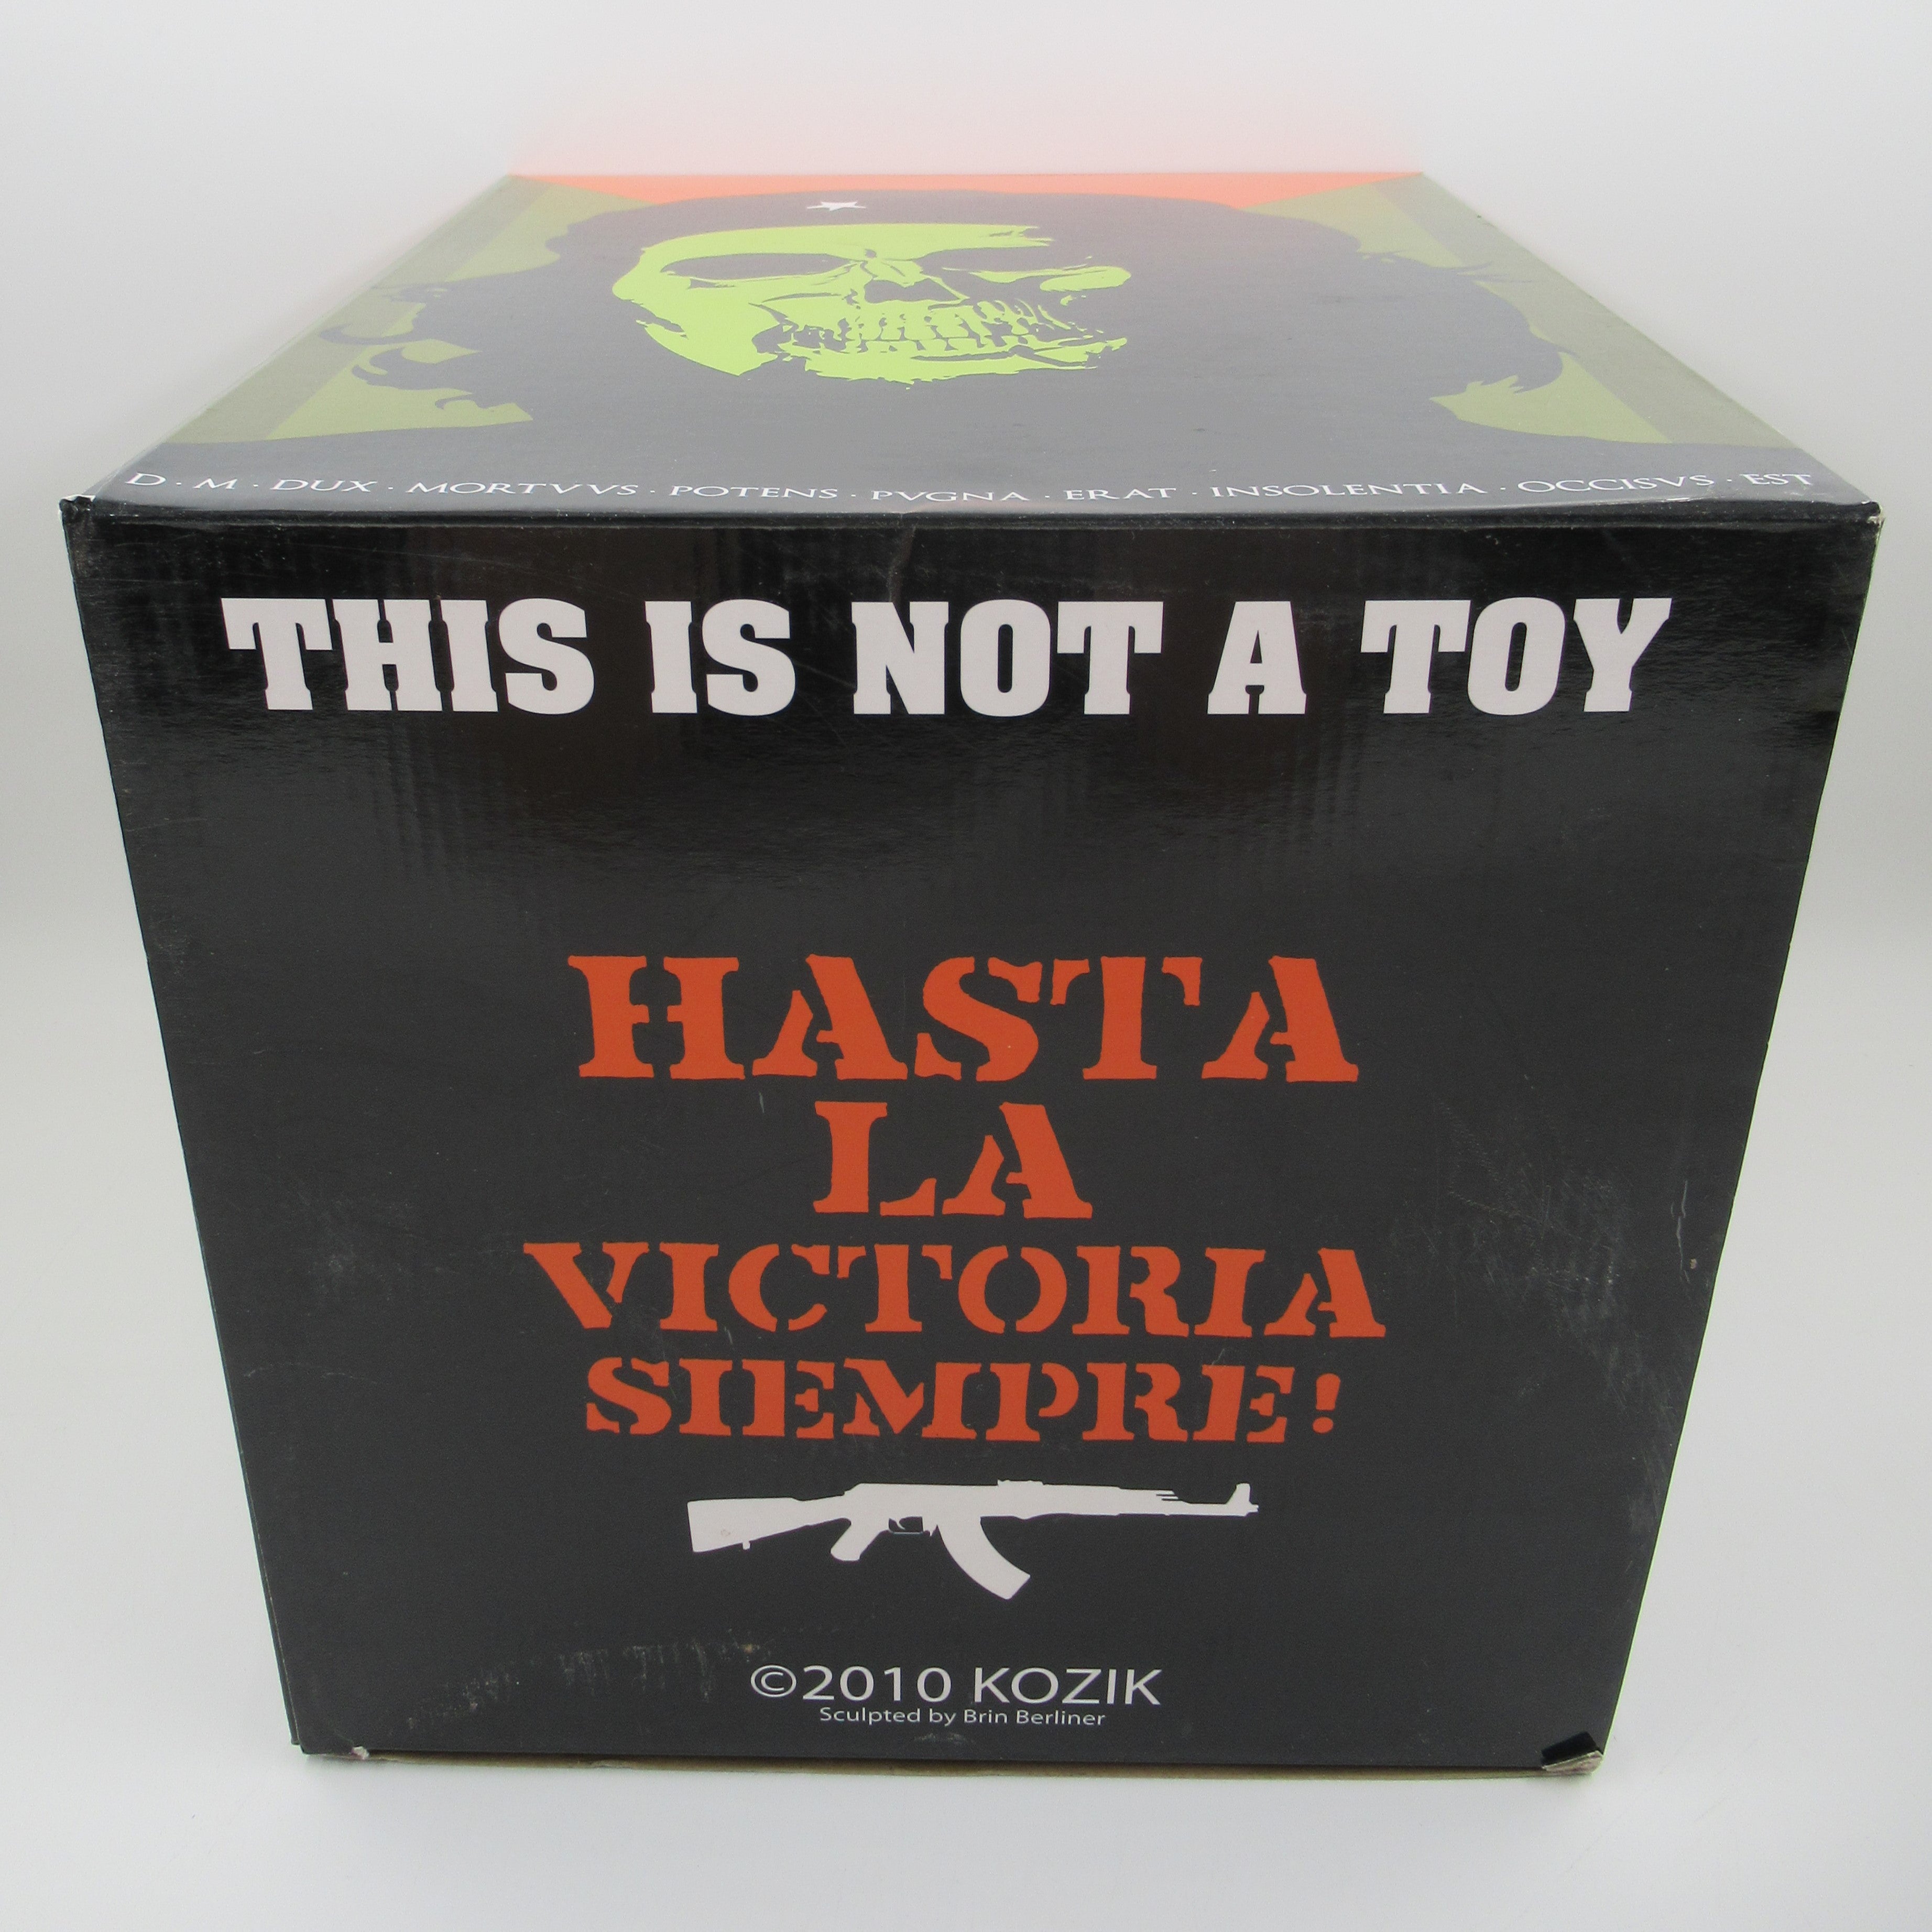 D · M · DUX · MORTVVS · POTENS · PVGNA · ERAT · INSOLENTIA · OCCISVS · EST
THIS IS NOT A TOY
HASTA
LA
VICTORIA
SIEMPRE!
©2010 KOZIK
Sculpted by Brin Berliner